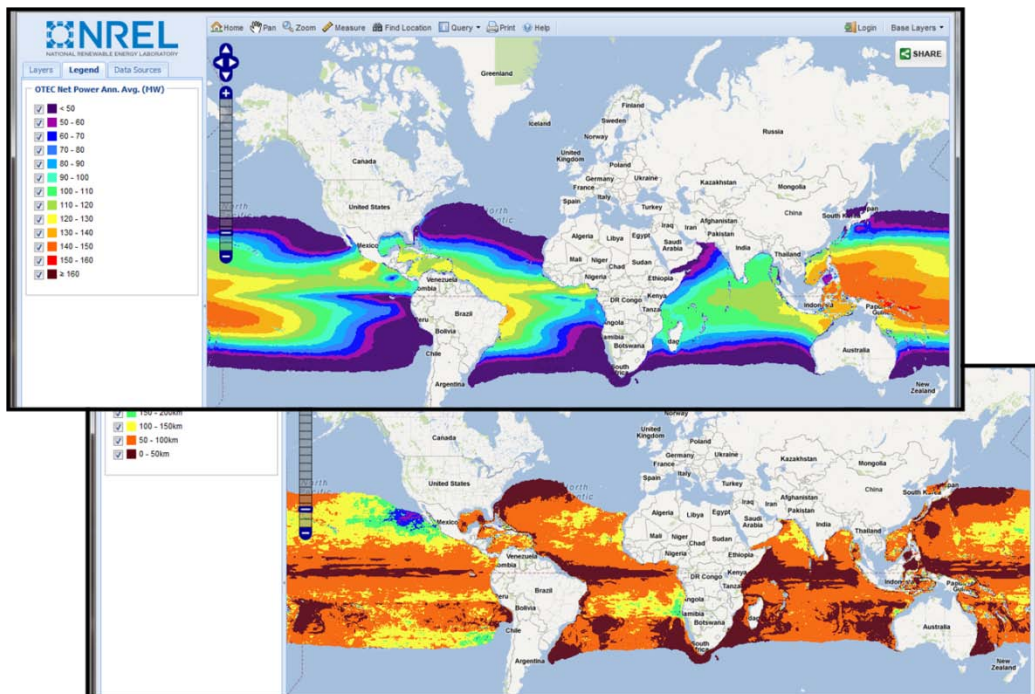 NREL
NATIONAL RENEWABLE ENERGY LABORATORY
Home Pan Zoom Measure Find Location Query Print Help Login Base Layers
SHARE
Layers Legend Data Sources
OTEC Net Power Ann. Avg. (MW)
< 50
50 - 60
60 - 70
70 - 80
80 - 90
90 - 100
100 - 110
110 - 120
120 - 130
130 - 140
140 - 150
150 - 160
≥ 160
Greenland
Iceland
Finland
Sweden
Norway
Russia
United Kingdom
Poland
Germany
Ukraine
France
Italy
Spain
Turkey
Kazakhstan
Mongolia
Canada
United States
Mexico
Algeria
Libya
Egypt
Iraq
Iran
Afghanistan
Pakistan
Saudi Arabia
China
South Korea
India
Thailand
Mali
Niger
Chad
Sudan
Nigeria
Ethiopia
Kenya
DR Congo
Venezuela
Brazil
Bolivia
Chile
Argentina
Angola
Botswana
South
Australia
New Zealand
150 - 200km
100 - 150km
50 - 100km
0 - 50km
Canada
United States
Mexico
Venezuela
Brazil
Bolivia
Chile
Argentina
Norway
United Kingdom
Poland
Germany
Ukraine
France
Italy
Spain
Turkey
Kazakhstan
Mongolia
Iraq
Iran
Afghanistan
Pakistan
Saudi Arabia
China
South Korea
India
Thailand
Algeria
Libya
Egypt
Mali
Niger
Chad
Sudan
Nigeria
Ethiopia
Kenya
DR Congo
Botswana
South
Australia
New Zealand